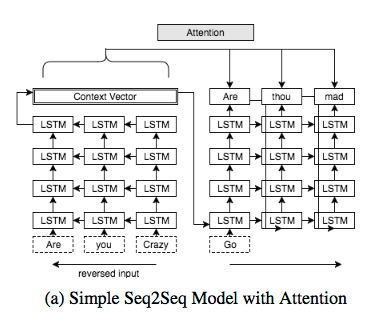 Attention
Context Vector
Are thou mad
LSTM LSTM LSTM LSTM LSTM LSTM
LSTM LSTM LSTM LSTM LSTM LSTM
LSTM LSTM LSTM LSTM LSTM LSTM
LSTM LSTM LSTM LSTM LSTM LSTM
Are you Crazy Go
reversed input
(a) Simple Seq2Seq Model with Attention